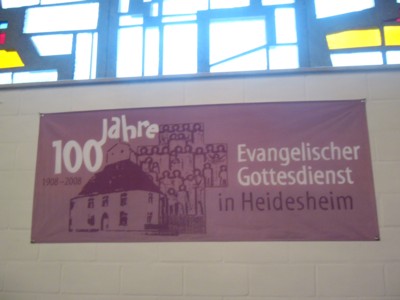 100 Jahre
1908-2008
Evangelischer
Gottesdienst
in Heidesheim